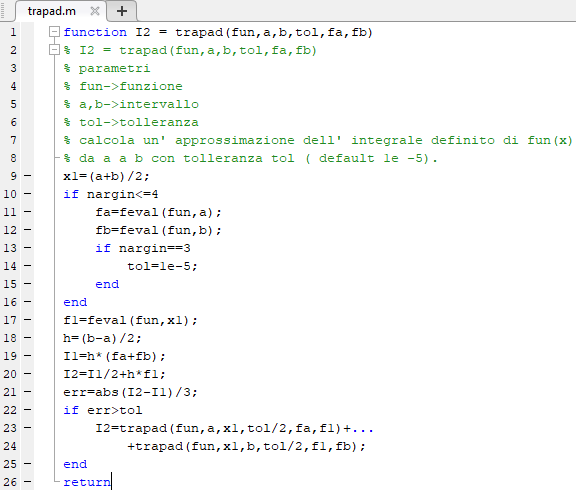 trapad.m
1 function I2 = trapad(fun,a,b,tol,fa,fb)
2 % I2 = trapad(fun,a,b,tol,fa,fb)
3 % parametri
4 % fun->funzione
5 % a,b->intervallo
6 % tol->tolleranza
7 % calcola un' approssimazione dell' integrale definito di fun(x)
8 % da a a b con tolleranza tol ( default 1e -5).
9 – x1=(a+b)/2;
10 – if nargin<=4
11 – fa=feval(fun,a);
12 – fb=feval(fun,b);
13 – if nargin==3
14 – tol=1e-5;
15 – end
16 – end
17 – f1=feval(fun,x1);
18 – h=(b-a)/2;
19 – I1=h*(fa+fb);
20 – I2=I1/2+h*f1;
21 – err=abs(I2-I1)/3;
22 – if err>tol
23 – I2=trapad(fun,a,x1,tol/2,fa,f1)+...
24 +trapad(fun,x1,b,tol/2,f1,fb);
25 – end
26 – return